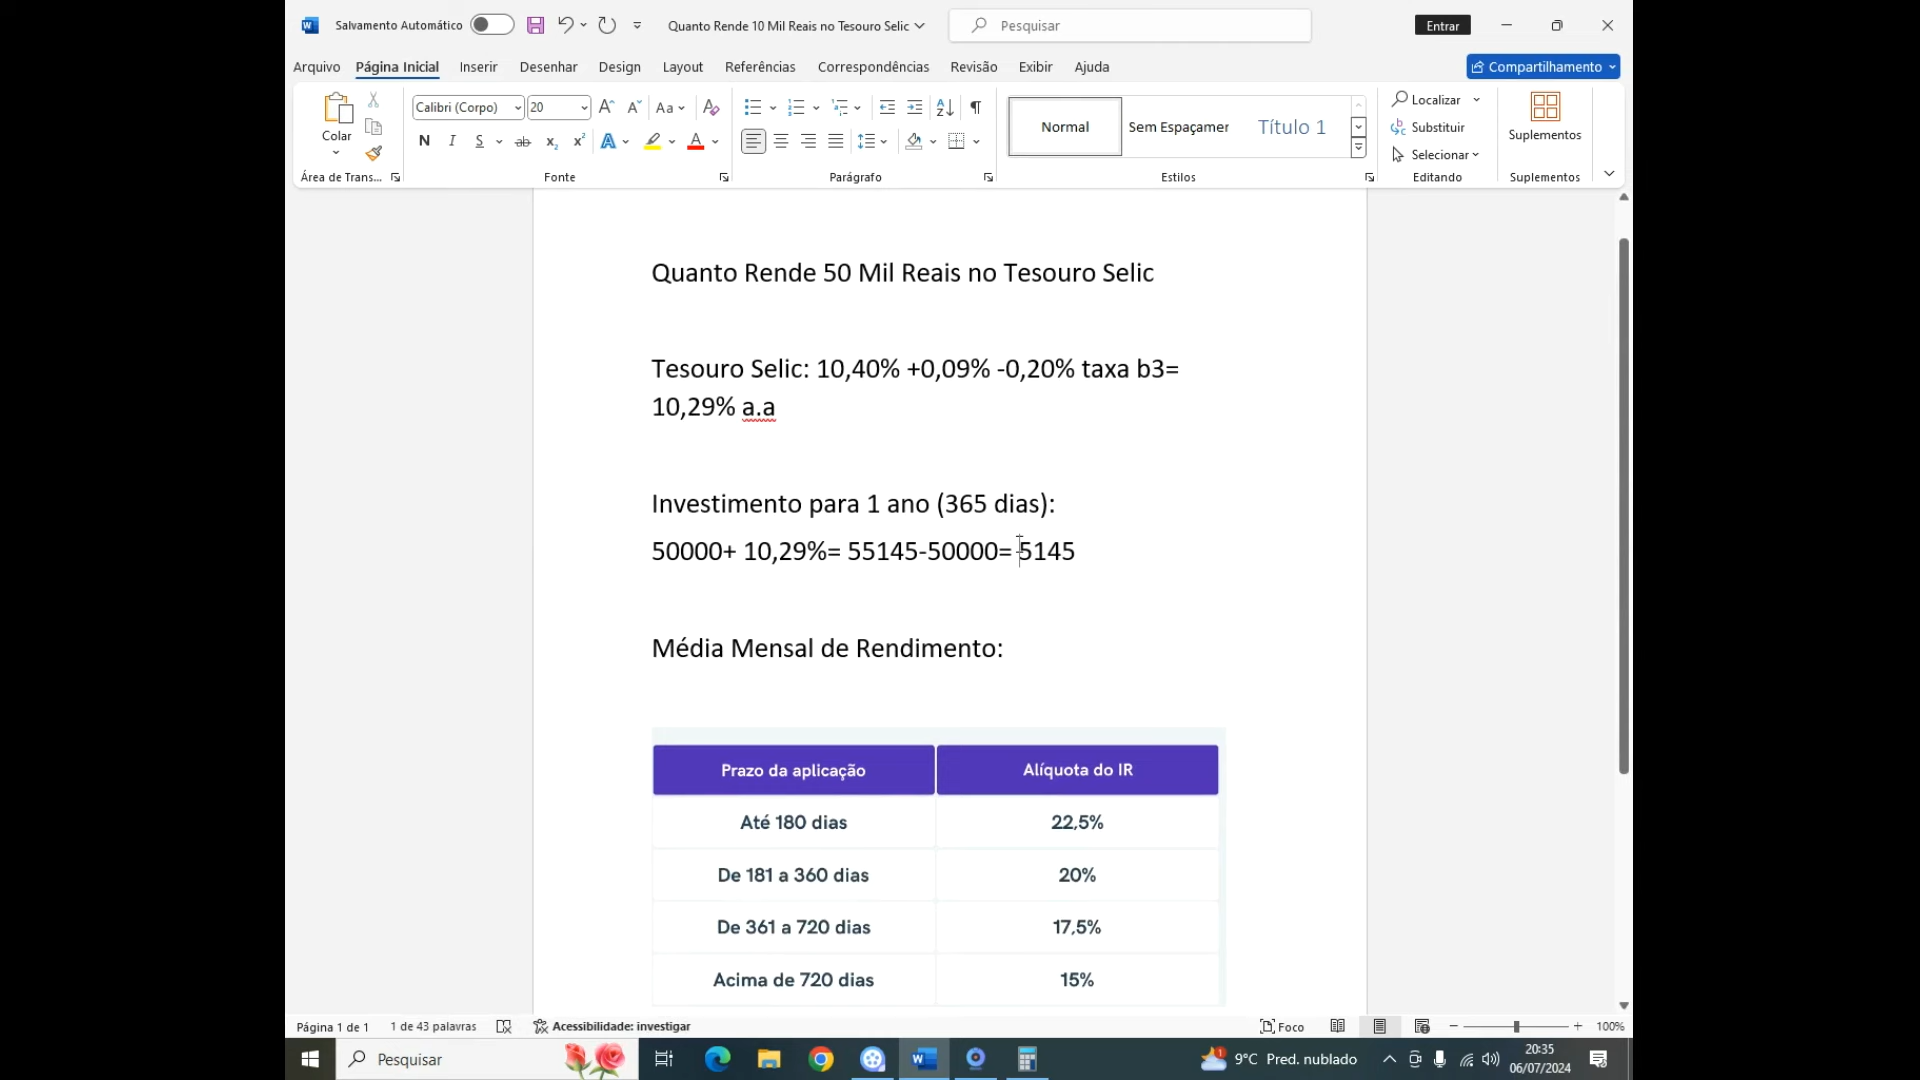 Salvamento Automático
Quanto Rende 10 Mil Reais no Tesouro Selic
Pesquisar
Entrar
Arquivo Página Inicial Inserir Desenhar Design Layout Referências Correspondências Revisão Exibir Ajuda
Compartilhamento
Colar
Calibri (Corpo) 20
Normal
Sem Espaçamer
Título 1
Localizar
Substituir
Selecionar
Suplementos
Área de Trans...
Fonte
Parágrafo
Estilos
Editando
Suplementos
Quanto Rende 50 Mil Reais no Tesouro Selic
Tesouro Selic: 10,40% +0,09% -0,20% taxa b3=
10,29% a.a
Investimento para 1 ano (365 dias):
50000+ 10,29%= 55145-50000= 5145
Média Mensal de Rendimento:
Prazo da aplicação Alíquota do IR
Até 180 dias 22,5%
De 181 a 360 dias 20%
De 361 a 720 dias 17,5%
Acima de 720 dias 15%
Página 1 de 1 1 de 43 palavras Acessibilidade: investigar Foco 100%
Pesquisar
9°C Pred. nublado
20:35
06/07/2024